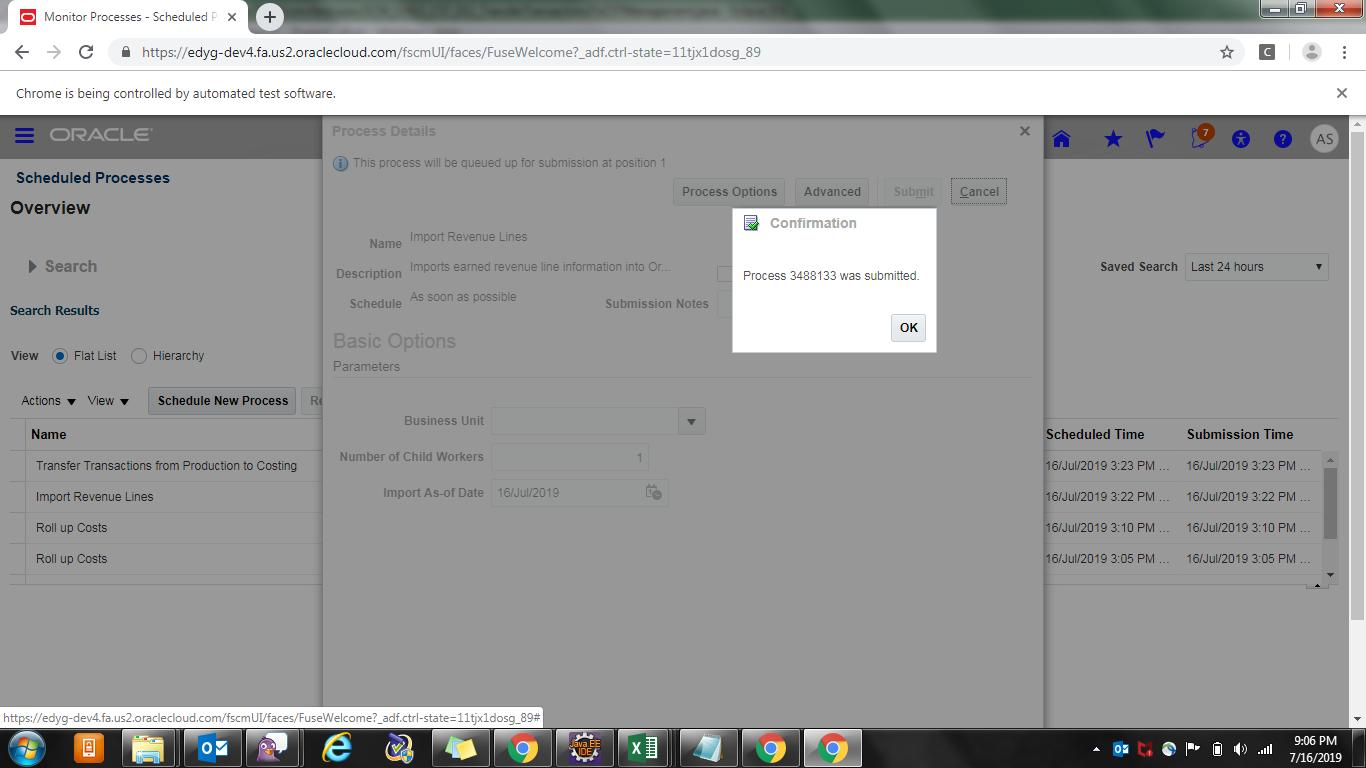 Monitor Processes - Scheduled P
https://edyg-dev4.fa.us2.oraclecloud.com/fscmUI/faces/FuseWelcome?_adf.ctrl-state=11tjx1dosg_89
C
Chrome is being controlled by automated test software.
ORACLE
Process Details
7
AS
This process will be queued up for submission at position 1
Scheduled Processes
Process Options
Advanced
Submit
Cancel
Overview
Confirmation
Name Import Revenue Lines
Search
Description Imports earned revenue line information into Or...
Saved Search Last 24 hours
Process 3488133 was submitted.
Schedule As soon as possible
Submission Notes
Search Results
OK
Basic Options
View Flat List Hierarchy
Parameters
Actions View Schedule New Process
Business Unit
Name
Scheduled Time Submission Time
Number of Child Workers 1
Transfer Transactions from Production to Costing
16/Jul/2019 3:23 PM ... 16/Jul/2019 3:23 PM ...
Import As-of Date 16/Jul/2019
Import Revenue Lines
16/Jul/2019 3:22 PM ... 16/Jul/2019 3:22 PM ...
Roll up Costs
16/Jul/2019 3:10 PM ... 16/Jul/2019 3:10 PM ...
Roll up Costs
16/Jul/2019 3:05 PM ... 16/Jul/2019 3:05 PM ...
https://edyg-dev4.fa.us2.oraclecloud.com/fscmUI/faces/FuseWelcome?_adf.ctrl-state=11tjx1dosg_89#
Java EE
IDE
9:06 PM
7/16/2019